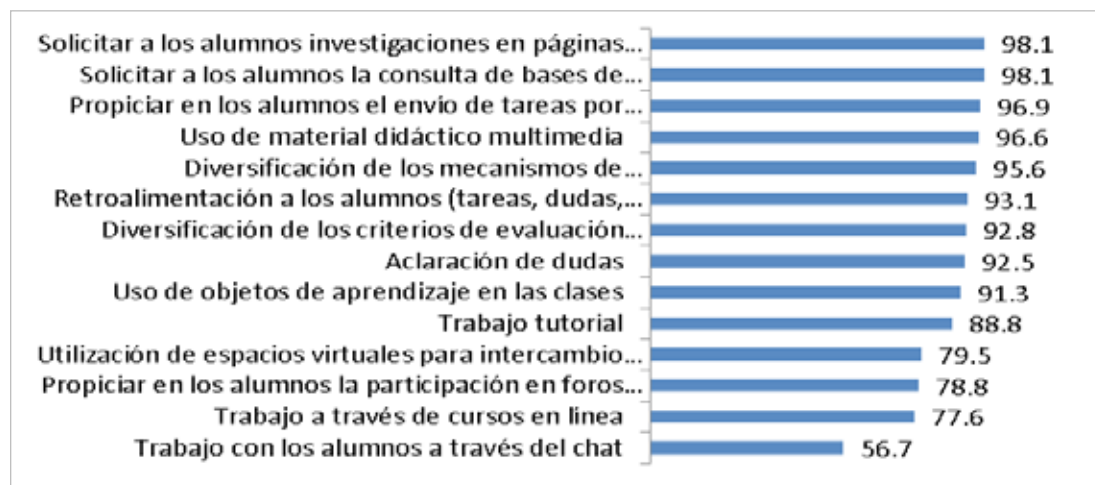 Solicitar a los alumnos investigaciones en páginas... 98.1
Solicitar a los alumnos la consulta de bases de... 98.1
Propiciar en los alumnos el envio de tareas por... 96.9
Uso de material didáctico multimedia 96.6
Diversificación de los mecanismos de... 95.6
Retroalimentación a los alumnos (tareas, dudas,... 93.1
Diversificación de los criterios de evaluación... 92.8
Aclaración de dudas 92.5
Uso de objetos de aprendizaje en las clases 91.3
Trabajo tutorial 88.8
Utilización de espacios virtuales para intercambio... 79.5
Propiciar en los alumnos la participación en foros... 78.8
Trabajo a través de cursos en linea 77.6
Trabajo con los alumnos a través del chat 56.7